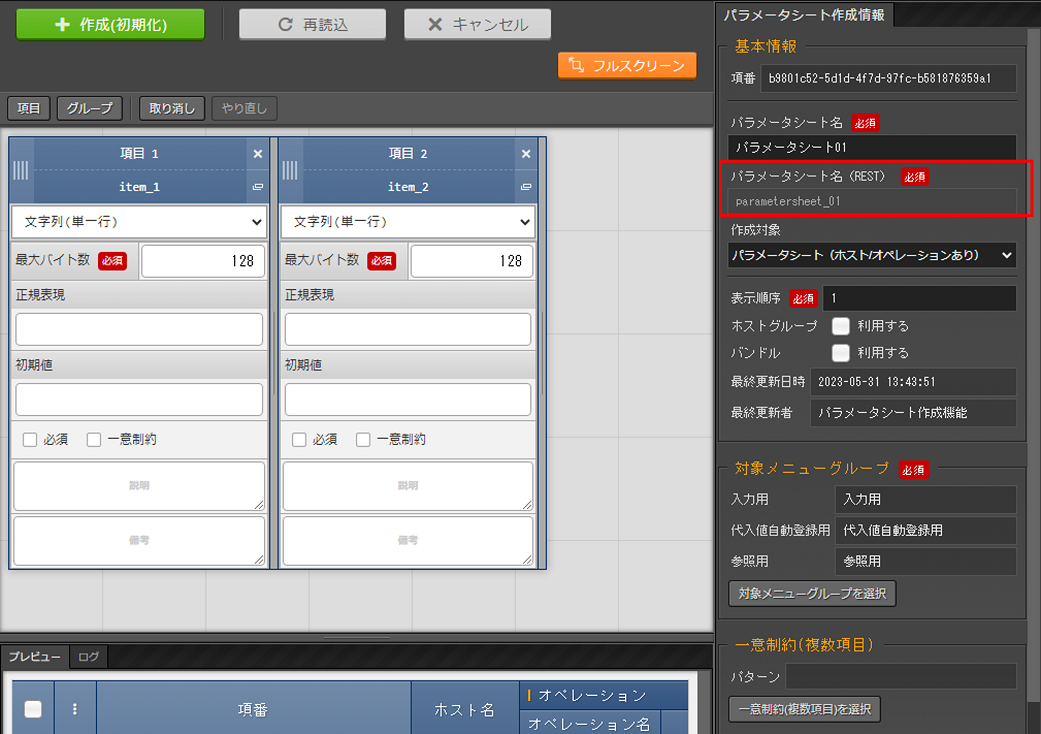 作成(初期化)
再読込
キャンセル
フルスクリーン
項目
グループ
取り消し
やり直し
項目 1
item_1
文字列(単一行)
最大バイト数 必須 128
正規表現
初期値
必須 一意制約
説明
備考
項目 2
item_2
文字列(単一行)
最大バイト数 必須 128
正規表現
初期値
必須 一意制約
説明
備考
プレビュー ログ
項番
ホスト名
オペレーション
オペレーション名
パラメータシート作成情報
基本情報
項番 b9801c52-5d1d-4f7d-97fc-b581876359a1
パラメータシート名 必須
パラメータシート01
パラメータシート名 (REST) 必須
parametersheet_01
作成対象
パラメータシート (ホスト/オペレーションあり)
表示順序 必須 1
ホストグループ 利用する
バンドル 利用する
最終更新日時 2023-05-31 13:43:51
最終更新者 パラメータシート作成機能
対象メニューグループ 必須
入力用 入力用
代入値自動登録用 代入値自動登録用
参照用 参照用
対象メニューグループを選択
一意制約(複数項目)
パターン
一意制約(複数項目)を選択